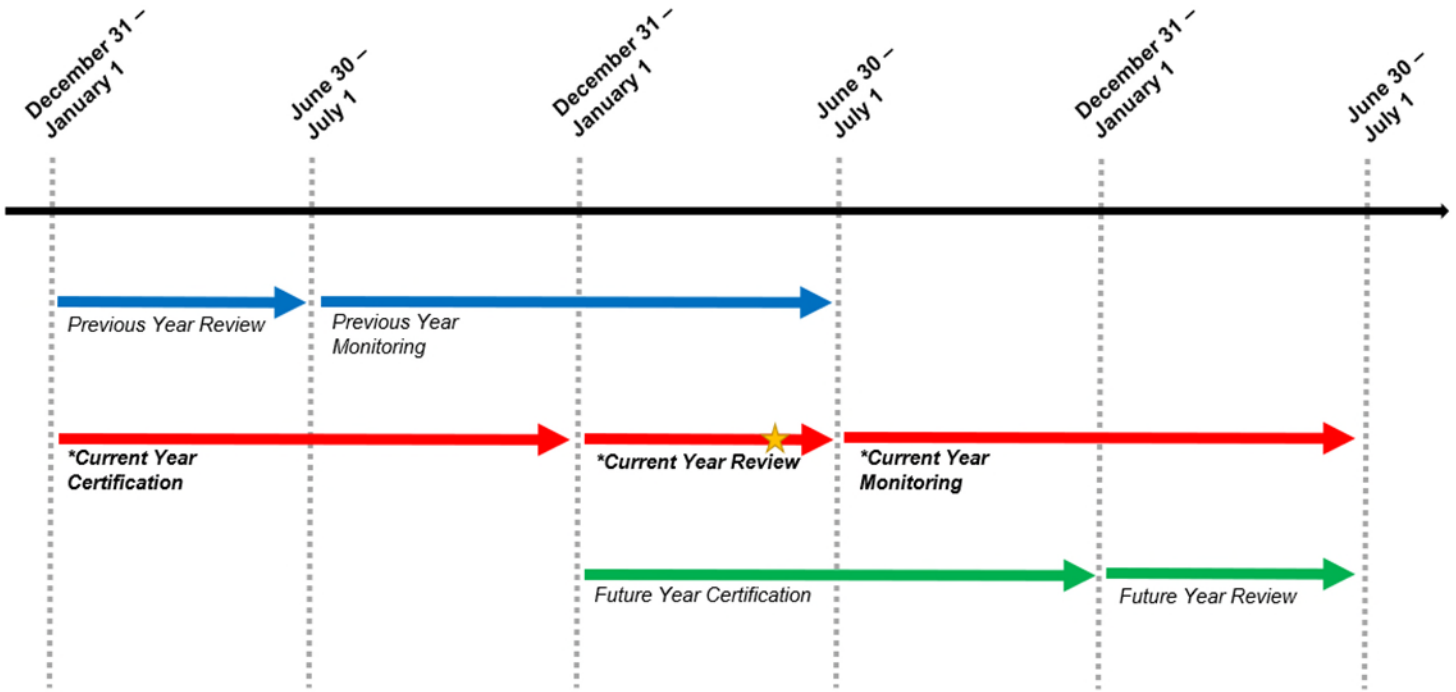 December 31 –
January 1
June 30 –
July 1
December 31 –
January 1
June 30 –
July 1
December 31 –
January 1
June 30 –
July 1
Previous Year Review
Previous Year
Monitoring
*Current Year
Certification
*Current Year Review
*Current Year
Monitoring
Future Year Certification
Future Year Review